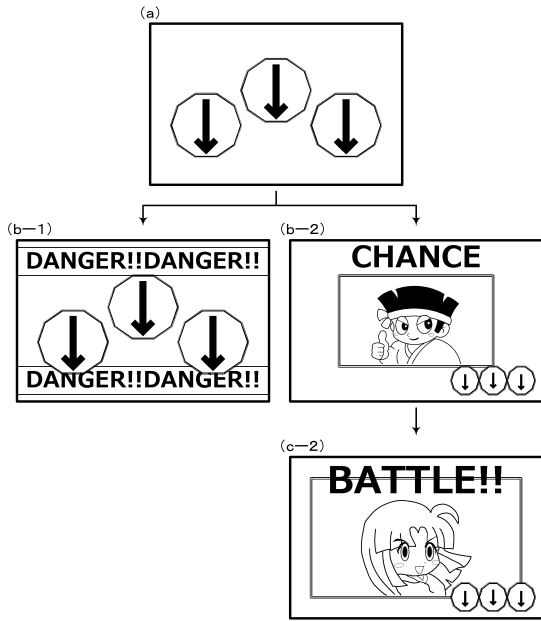 (a)
(b－1)
DANGER!!DANGER!!
DANGER!!DANGER!!
(b－2)
CHANCE
(c－2)
BATTLE!!